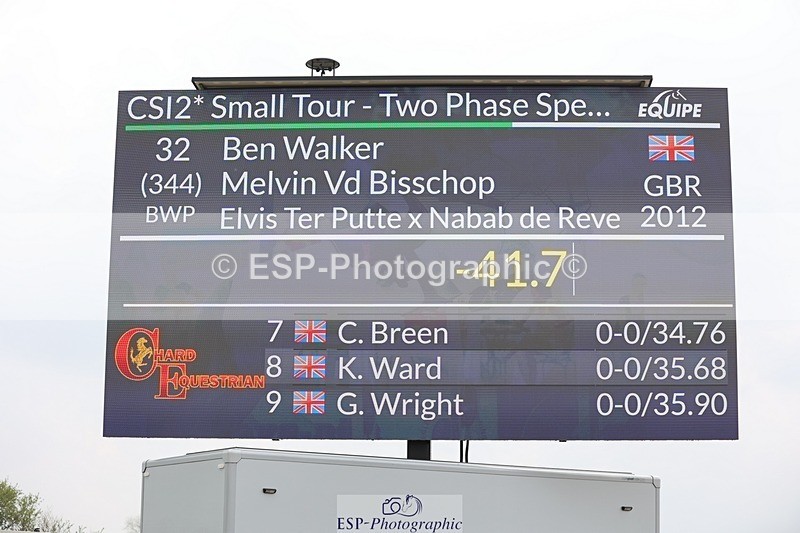 CSI2* Small Tour - Two Phase Spe...
EQUIPE
32 Ben Walker
(344) Melvin Vd Bisschop GBR
BWP Elvis Ter Putte x Nabab de Reve 2012
-41.7
© ESP-Photographic ©
7 C. Breen 0-0/34.76
8 K. Ward 0-0/35.68
9 G. Wright 0-0/35.90
CHARD
EQUESTRIAN
ESP-Photographic